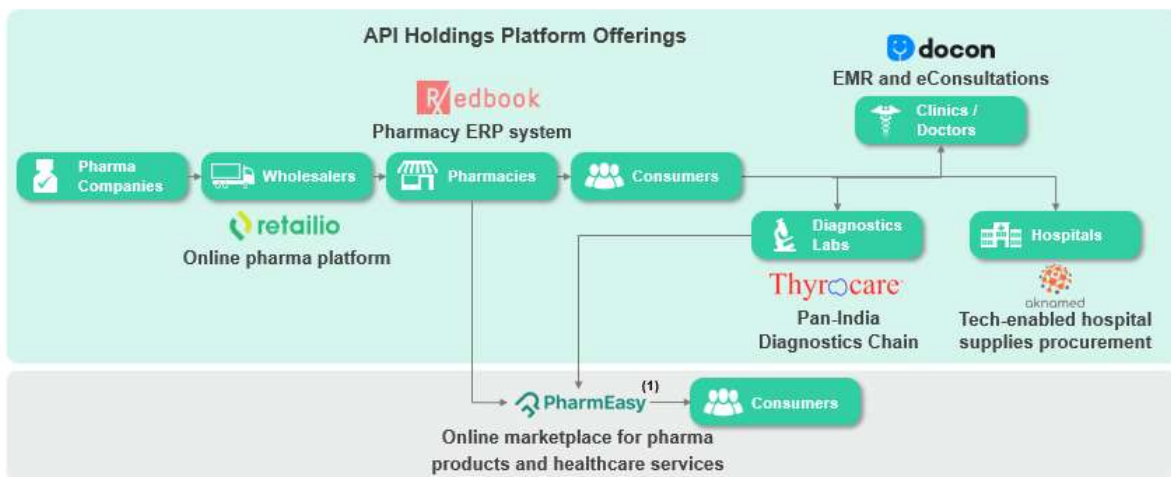 API Holdings Platform Offerings
docon
EMR and eConsultations
Clinics /
Doctors
Rx edbook
Pharmacy ERP system
Pharma
Companies
Wholesalers
Pharmacies
Consumers
retailio
Online pharma platform
Diagnostics
Labs
Hospitals
Thyrocare
Pan-India
Diagnostics Chain
aknamed
Tech-enabled hospital
supplies procurement
PharmEasy (1)
Consumers
Online marketplace for pharma
products and healthcare services